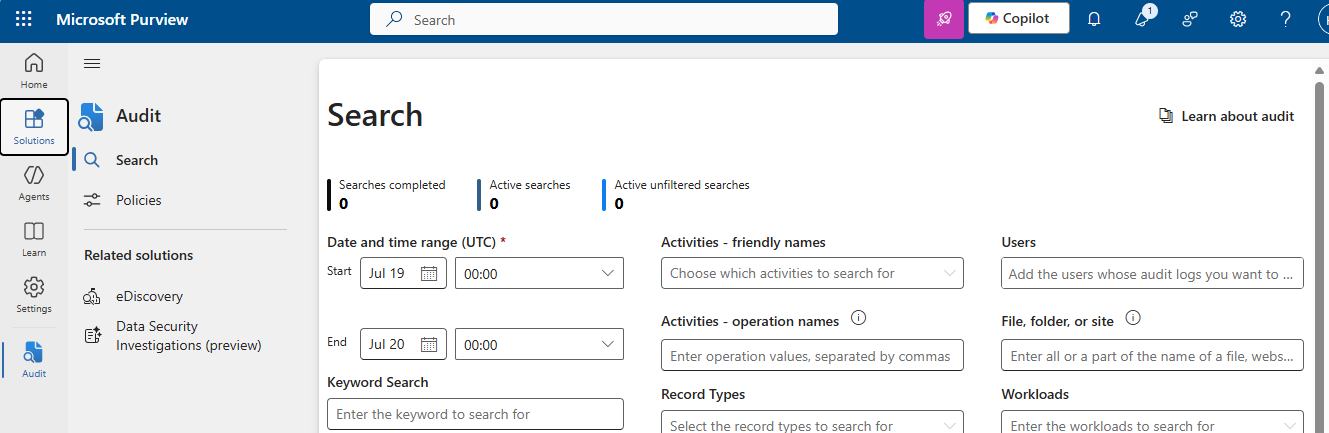 Microsoft Purview
Search
Copilot
1
Home
Solutions
Agents
Learn
Settings
Audit
Audit
Search
Policies
Related solutions
eDiscovery
Data Security
Investigations (preview)
Search
Learn about audit
Searches completed
0
Active searches
0
Active unfiltered searches
0
Date and time range (UTC) *
Start
Jul 19
00:00
End
Jul 20
00:00
Keyword Search
Enter the keyword to search for
Activities - friendly names
Choose which activities to search for
Activities - operation names
Enter operation values, separated by commas
Record Types
Select the record types to search for
Users
Add the users whose audit logs you want to ...
File, folder, or site
Enter all or a part of the name of a file, webs...
Workloads
Enter the workloads to search for